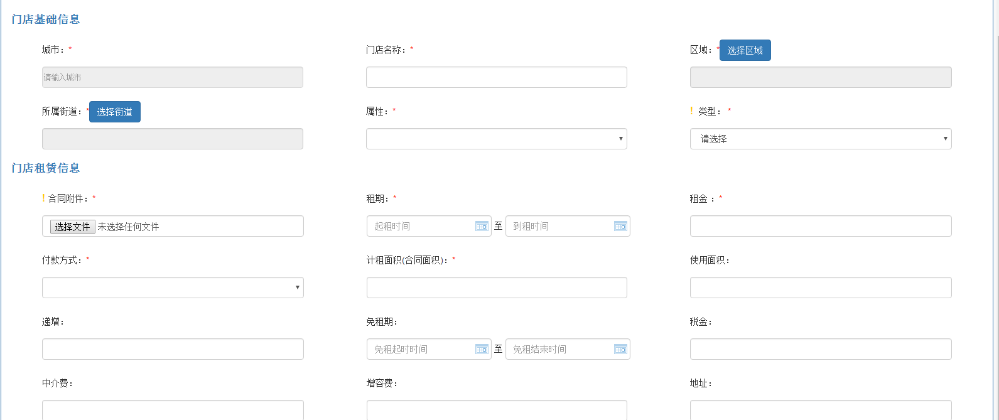 门店基础信息
城市：*
门店名称：*
区域：* 选择区域
请输入城市
所属街道：* 选择街道
属性：*
! 类型： *
请选择
门店租赁信息
! 合同附件：*
租期：*
租金 ：*
选择文件 未选择任何文件
起租时间 至 到租时间
付款方式：*
计租面积(合同面积)：*
使用面积：
递增：
免租期：
税金：
免租起时时间 至 免租结束时间
中介费：
增容费：
地址：